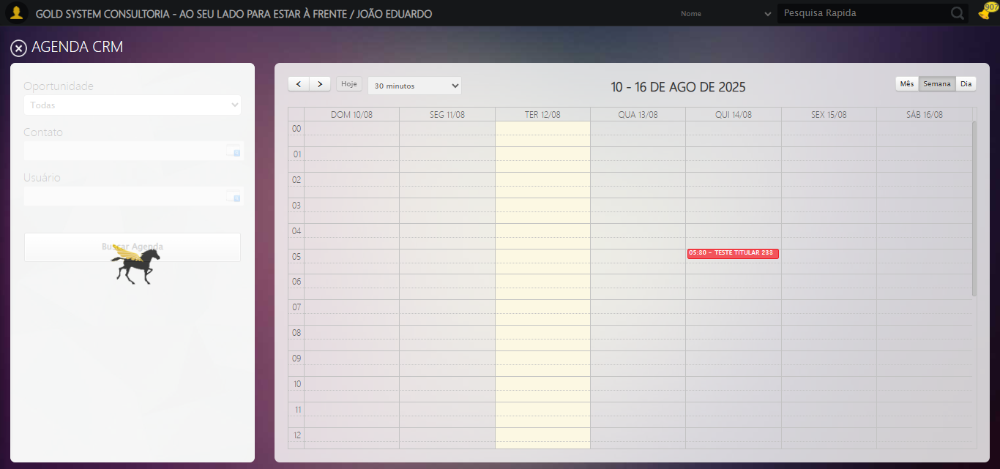 GOLD SYSTEM CONSULTORIA - AO SEU LADO PARA ESTAR À FRENTE / JOÃO EDUARDO
Nome
Pesquisa Rapida
907
AGENDA CRM
Oportunidade
Todas
Contato
Usuário
Buscar Agenda
Hoje
30 minutos
10 - 16 DE AGO DE 2025
Mês
Semana
Dia
DOM 10/08
SEG 11/08
TER 12/08
QUA 13/08
QUI 14/08
SEX 15/08
SÁB 16/08
00
01
02
03
04
05
05:30 - TESTE TITULAR 233
06
07
08
09
10
11
12